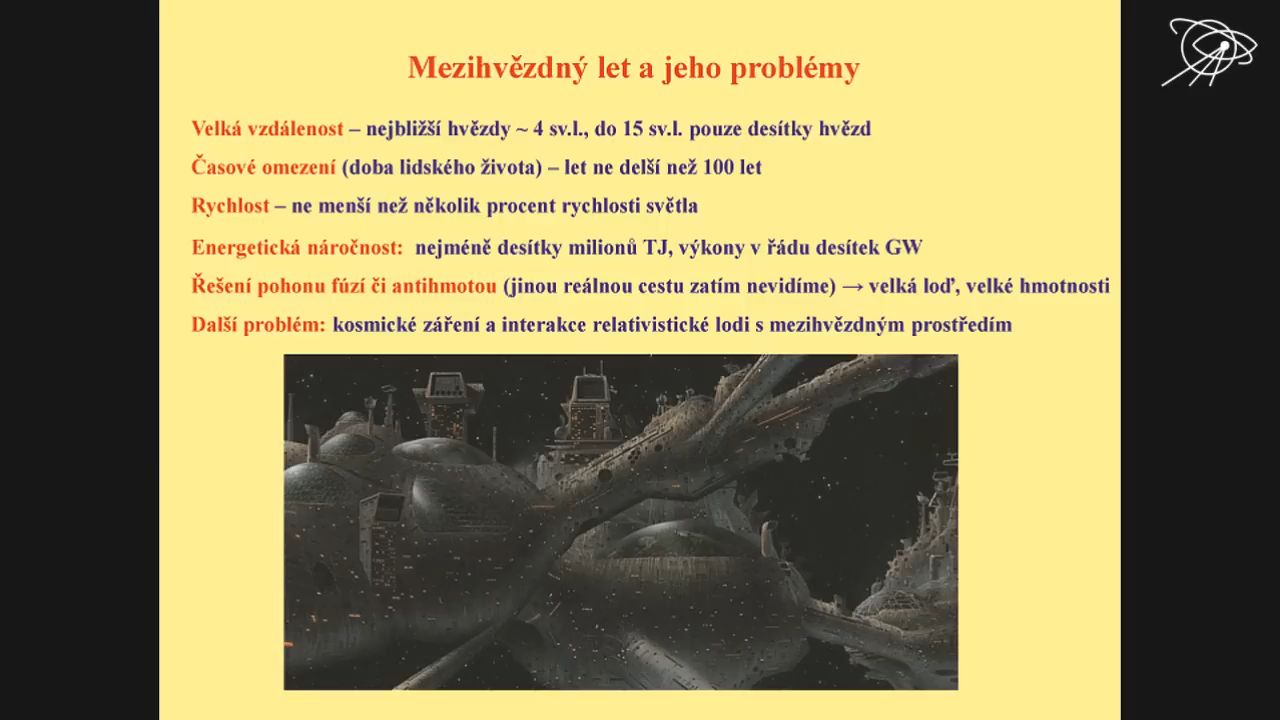 Mezihvězdný let a jeho problémy
Velká vzdálenost – nejbližší hvězdy ~ 4 sv.l., do 15 sv.l. pouze desítky hvězd
Časové omezení (doba lidského života) – let ne delší než 100 let
Rychlost – ne menší než několik procent rychlosti světla
Energetická náročnost: nejméně desítky milionů TJ, výkony v řádu desítek GW
Řešení pohonu fúzí či antihmotou (jinou reálnou cestu zatím nevidíme) → velká loď, velké hmotnosti
Další problém: kosmické záření a interakce relativistické lodi s mezihvězdným prostředím